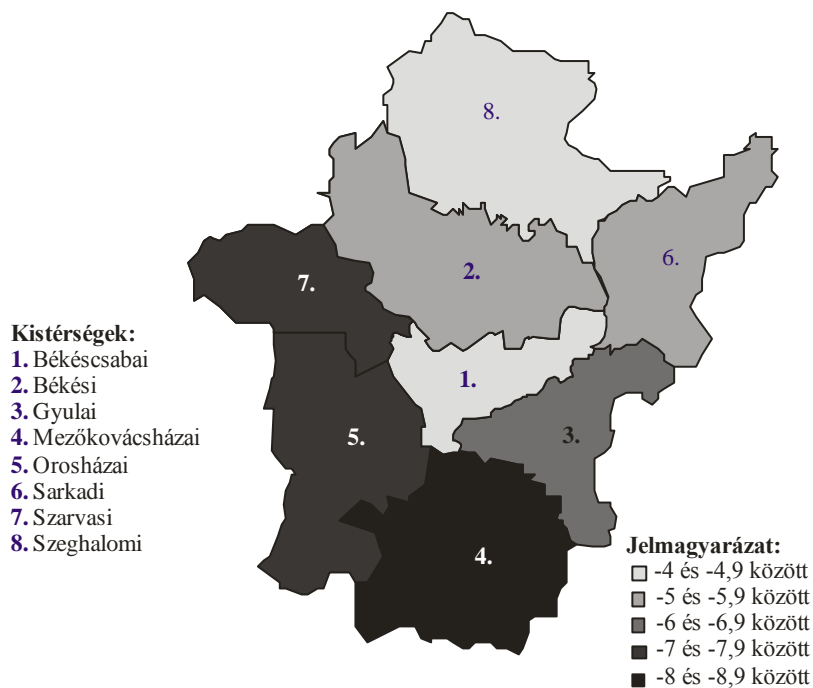 8.
6.
2.
7.
1.
3.
5.
4.
Kistérségek:
1. Békéscsabai
2. Békési
3. Gyulai
4. Mezőkovácsházai
5. Orosházai
6. Sarkadi
7. Szarvasi
8. Szeghalomi
Jelmagyarázat:
-4 és -4,9 között
-5 és -5,9 között
-6 és -6,9 között
-7 és -7,9 között
-8 és -8,9 között